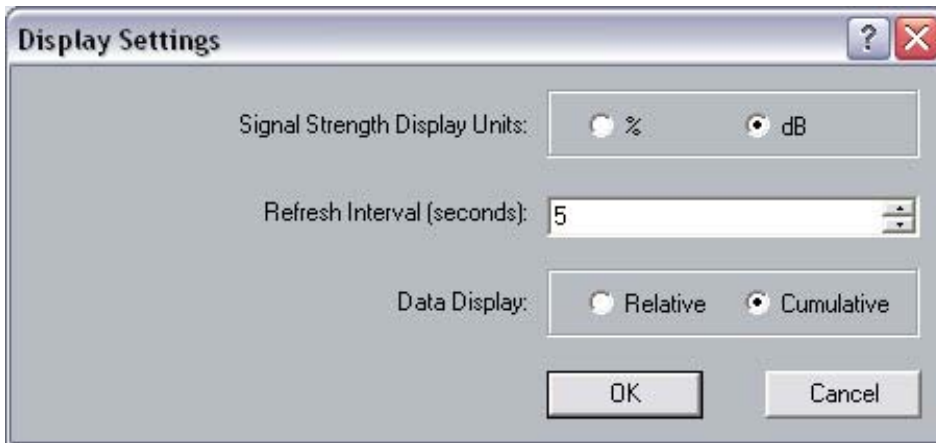 Display Settings ?
Signal Strength Display Units: % dB
Refresh Interval (seconds): 5
Data Display: Relative Cumulative
OK Cancel